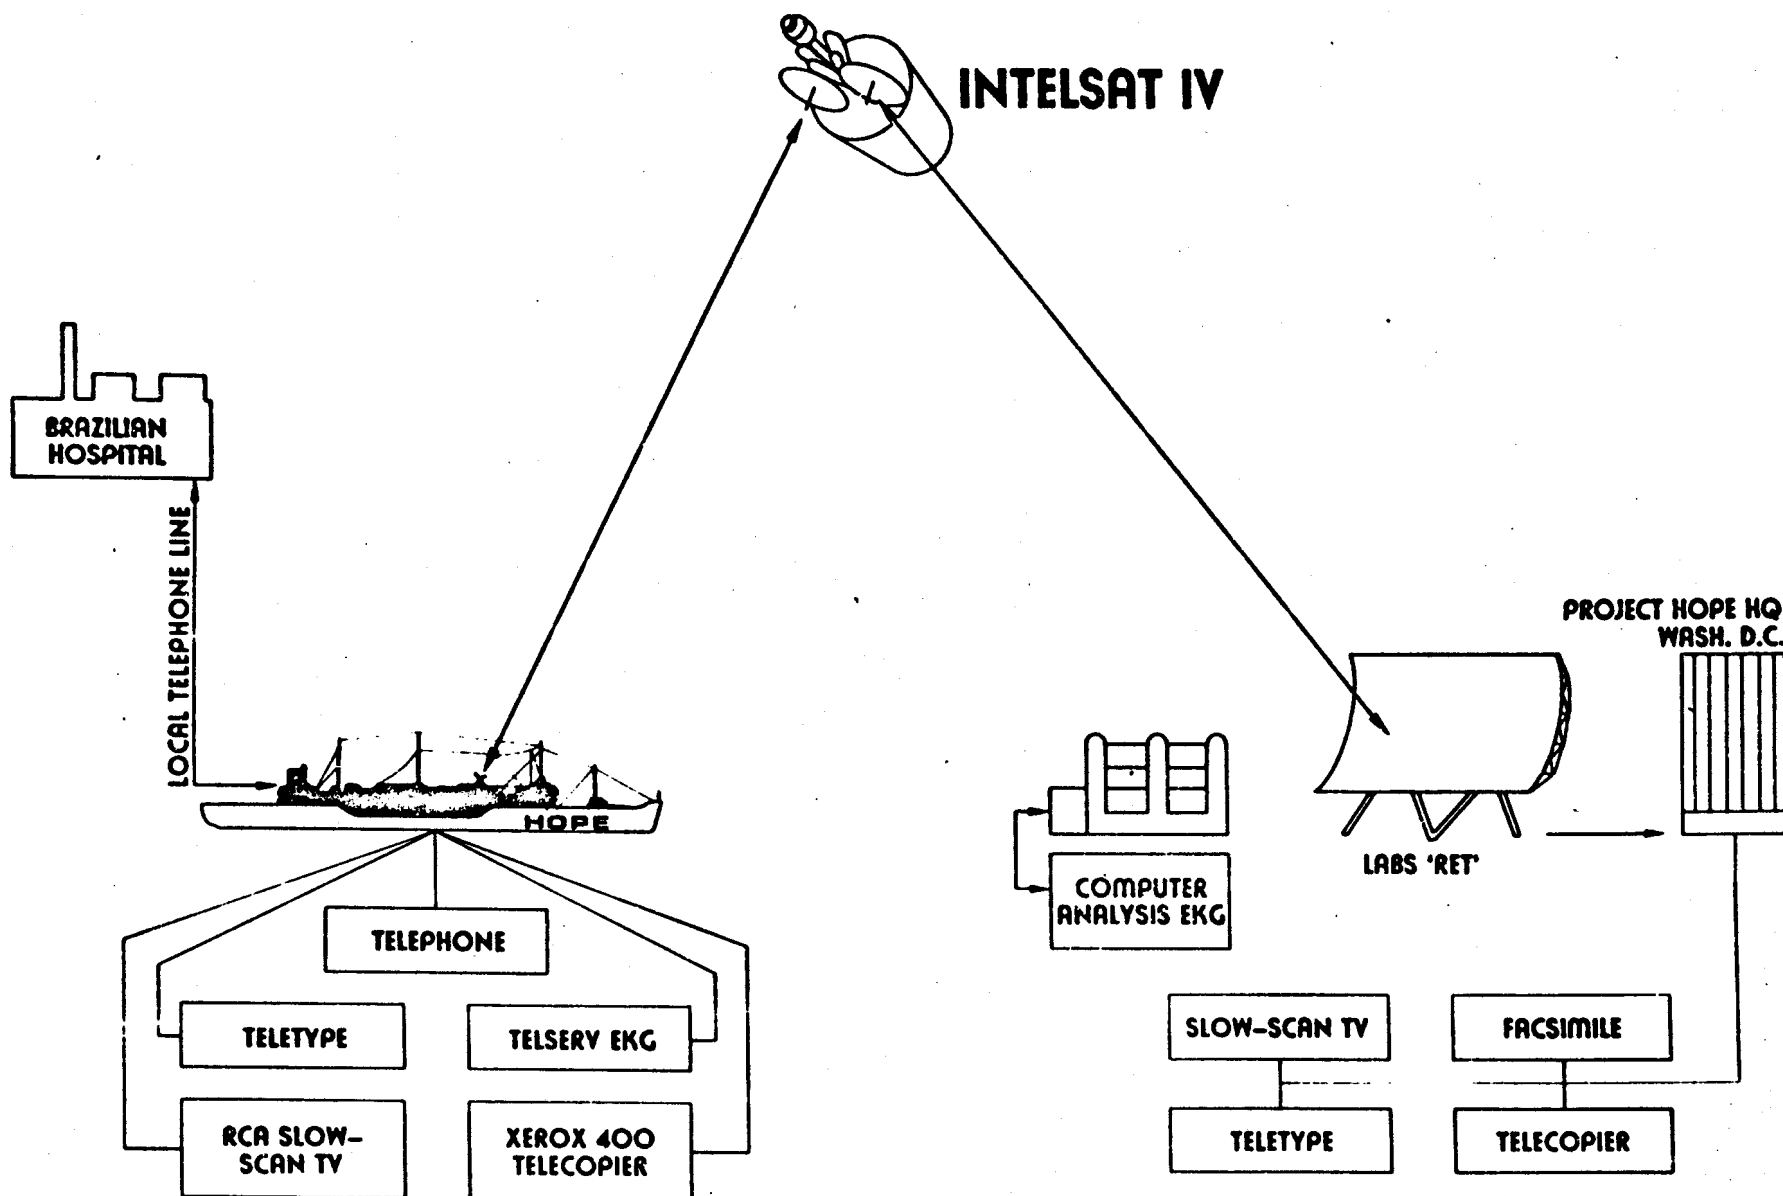 INTELSAT IV
BRAZILIAN
HOSPITAL
LOCAL TELEPHONE LINE
HOPE
TELEPHONE
TELETYPE
TELSERV EKG
RCA SLOW-
SCAN TV
XEROX 400
TELECOPIER
PROJECT HOPE HQ
WASH. D.C.
LABS 'RET'
COMPUTER
ANALYSIS EKG
SLOW-SCAN TV
FACSIMILE
TELETYPE
TELECOPIER